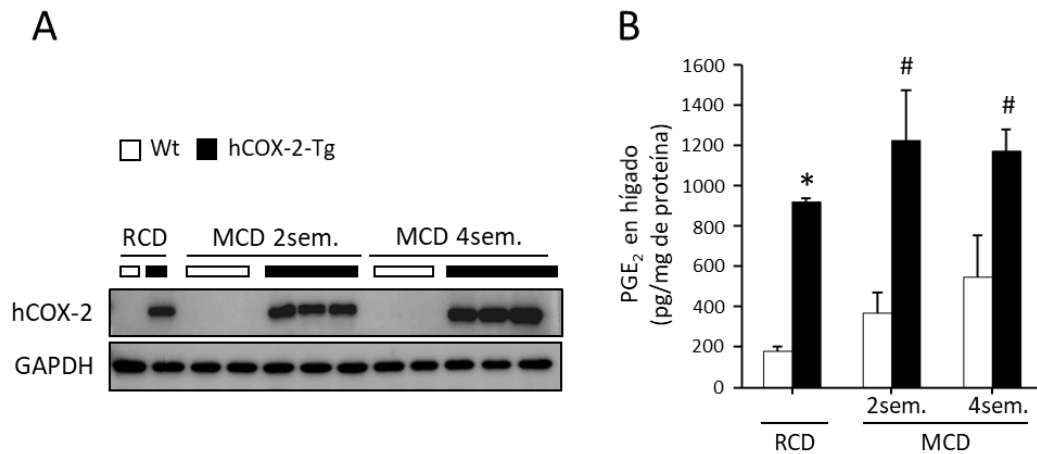 A
Wt hCOX-2-Tg
RCD MCD 2sem. MCD 4sem.
hCOX-2
GAPDH
B
PGE2 en hígado
(pg/mg de proteína)
1600
1400
1200
1000
800
600
400
200
0
*
#
#
2sem. 4sem.
RCD MCD